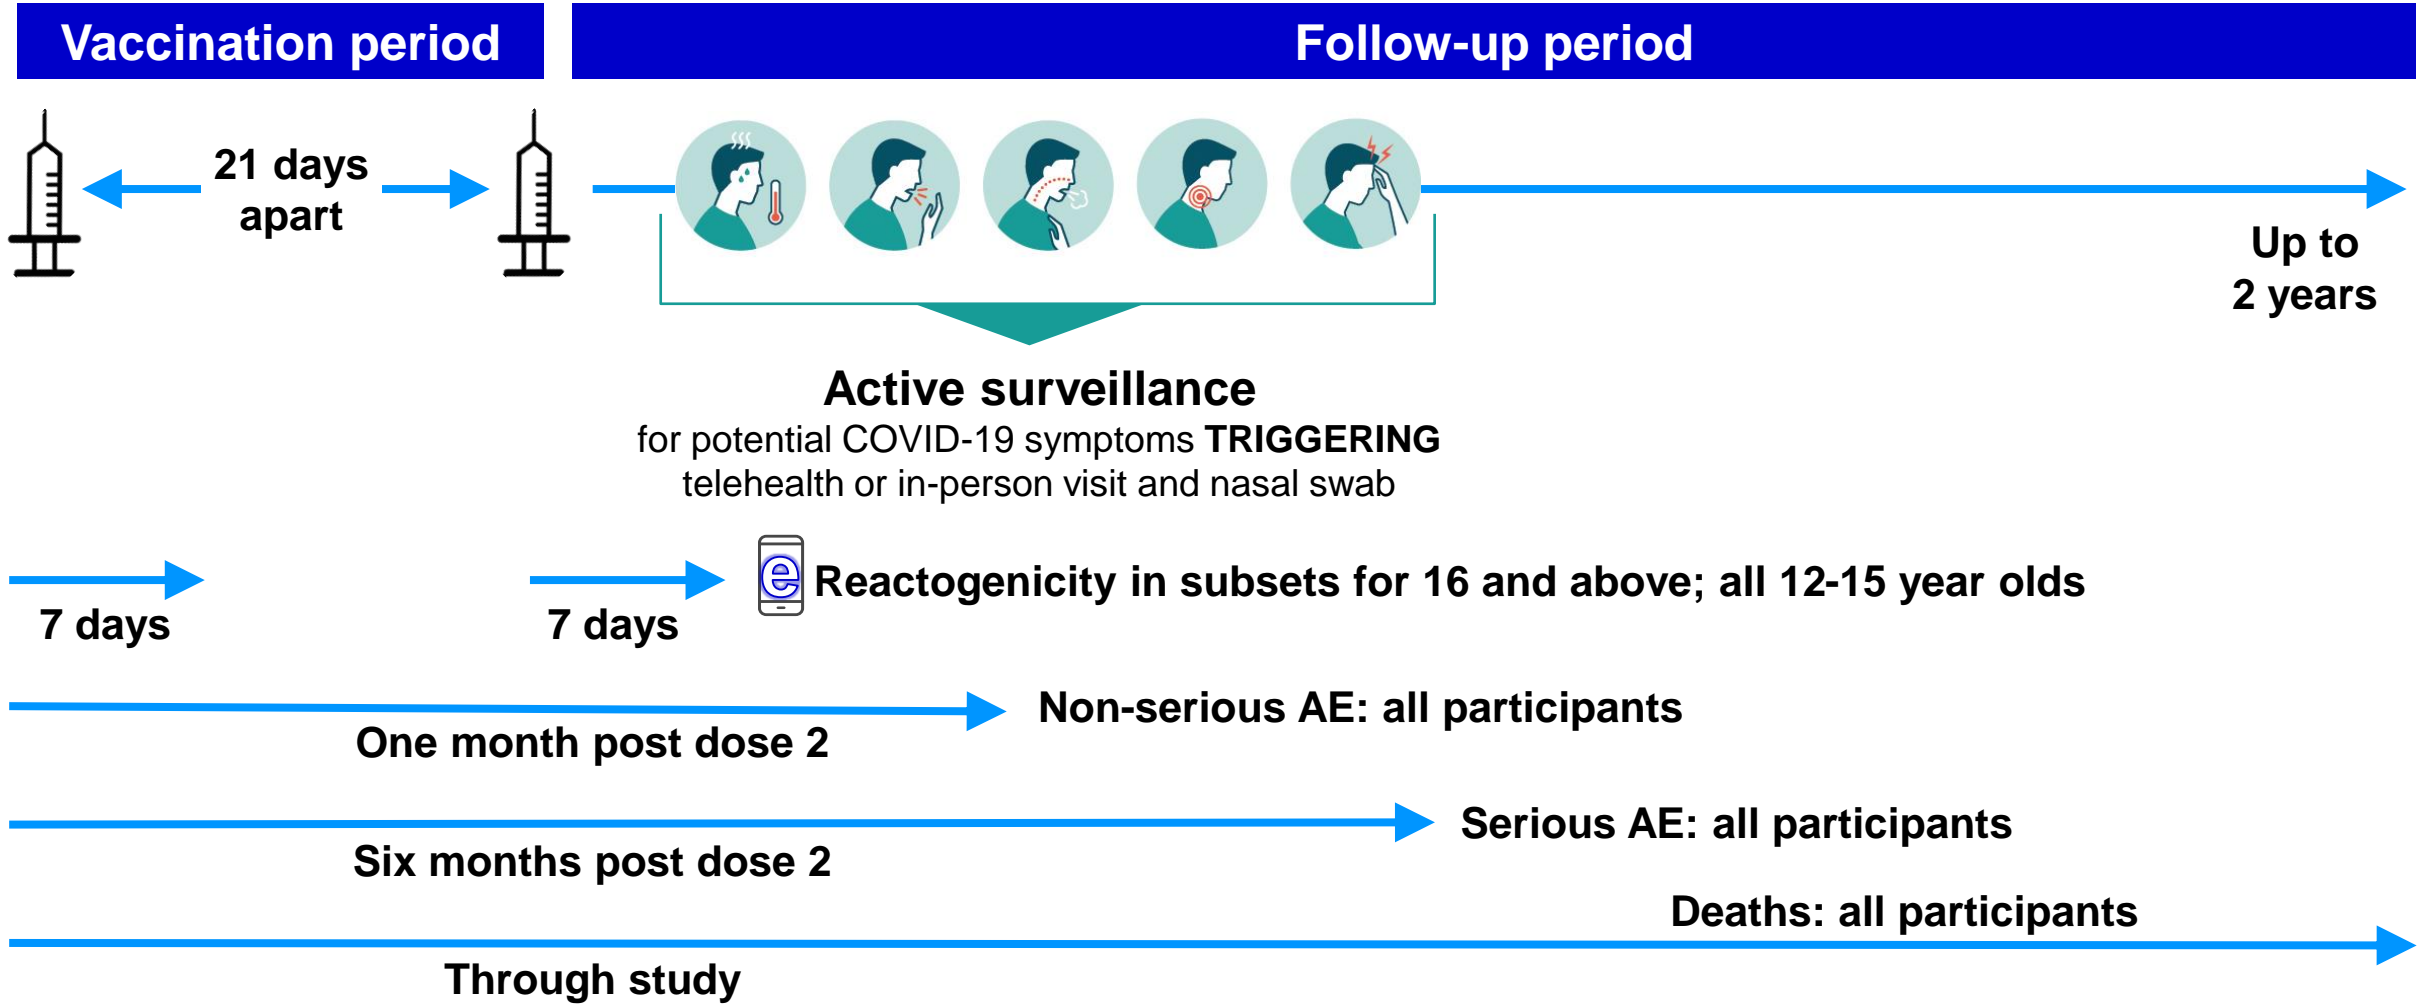 Vaccination period
Follow-up period
21 days
apart
Up to
2 years
Active surveillance
for potential COVID-19 symptoms TRIGGERING
telehealth or in-person visit and nasal swab
7 days
7 days
e
Reactogenicity in subsets for 16 and above; all 12-15 year olds
Non-serious AE: all participants
One month post dose 2
Serious AE: all participants
Six months post dose 2
Deaths: all participants
Through study